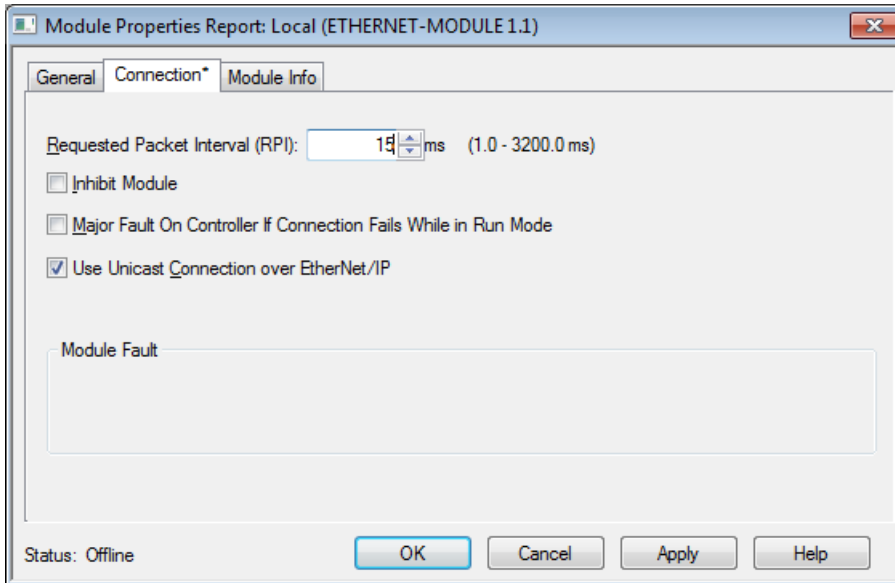 Module Properties Report: Local (ETHERNET-MODULE 1.1)
General Connection* Module Info
Requested Packet Interval (RPI): 15 ms (1.0 - 3200.0 ms)
Inhibit Module
Major Fault On Controller If Connection Fails While in Run Mode
Use Unicast Connection over EtherNet/IP
Module Fault
Status: Offline OK Cancel Apply Help